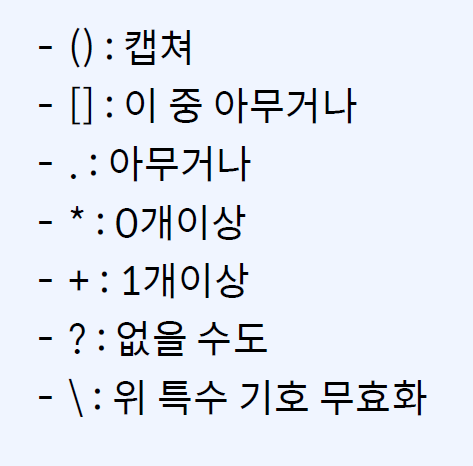 - () : 캡쳐
- [] : 이 중 아무거나
- . : 아무거나
- * : 0개이상
- + : 1개이상
- ? : 없을 수도
- \ : 위 특수 기호 무효화